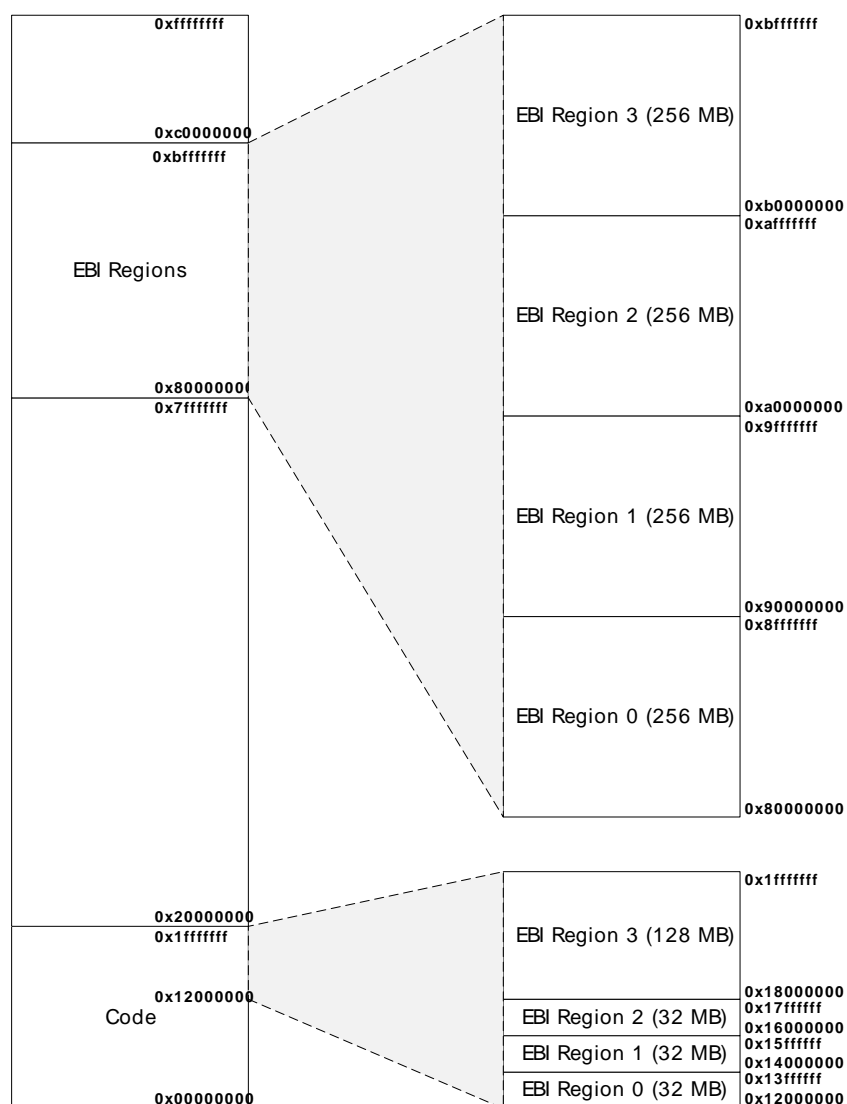 0xffffffff
0xc0000000
0xbfffffff
EBI Regions
0x80000000
0x7fffffff
0x20000000
0x1fffffff
0x12000000
Code
0x00000000
0xbfffffff
EBI Region 3 (256 MB)
0xb0000000
0xafffffff
EBI Region 2 (256 MB)
0xa0000000
0x9fffffff
EBI Region 1 (256 MB)
0x90000000
0x8fffffff
EBI Region 0 (256 MB)
0x80000000
0x1fffffff
EBI Region 3 (128 MB)
0x18000000
0x17ffffff
EBI Region 2 (32 MB)
0x16000000
0x15ffffff
EBI Region 1 (32 MB)
0x14000000
0x13ffffff
EBI Region 0 (32 MB)
0x12000000